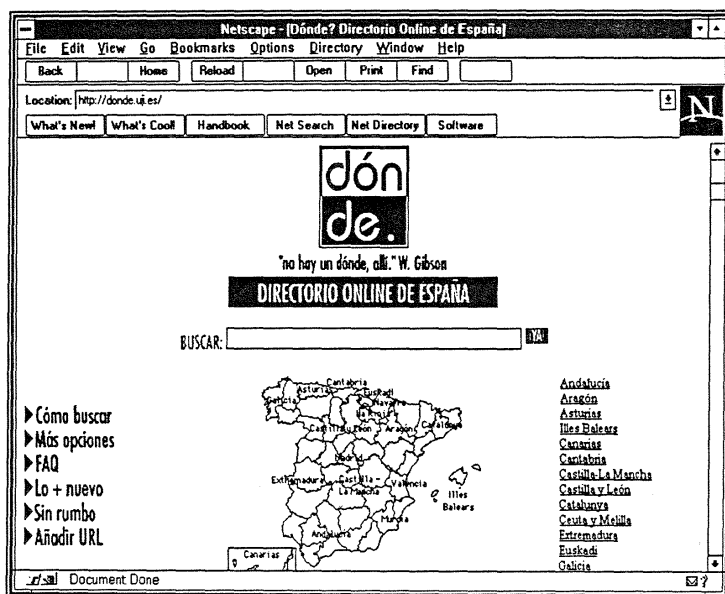 Netscape - [Dónde? Directorio Online de España]
File Edit View Go Bookmarks Options Directory Window Help
Back Home Reload Open Print Find
Location: http://donde.uji.es/
N
What's New! What's Cool! Handbook Net Search Net Directory Software
dón
de.
"no hay un dónde, allí." W. Gibson
DIRECTORIO ONLINE DE ESPAÑA
BUSCAR: ¡YA!
Cómo buscar
Más opciones
FAQ
Lo + nuevo
Sin rumbo
Añadir URL
Cantabria
Asturias
Euskadi
Galicia
Navarra
La Rioja
Castilla y León
Aragón
Catalunya
Madrid
Extremadura
Castilla -
La Mancha
Valencia
Illes
Balears
Murcia
Andalucía
Canarias
Andalucía
Aragón
Asturias
Illes Balears
Canarias
Cantabria
Castilla-La Mancha
Castilla y León
Catalunya
Ceuta y Melilla
Extremadura
Euskadi
Galicia
Document Done